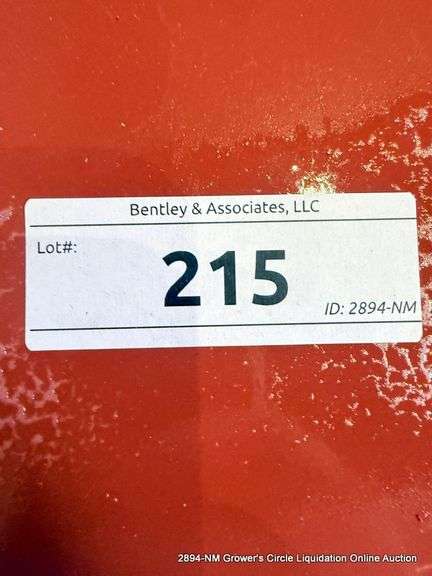 Bentley & Associates, LLC
Lot#:
215
ID: 2894-NM
2894-NM Grower's Circle Liquidation Online Auction